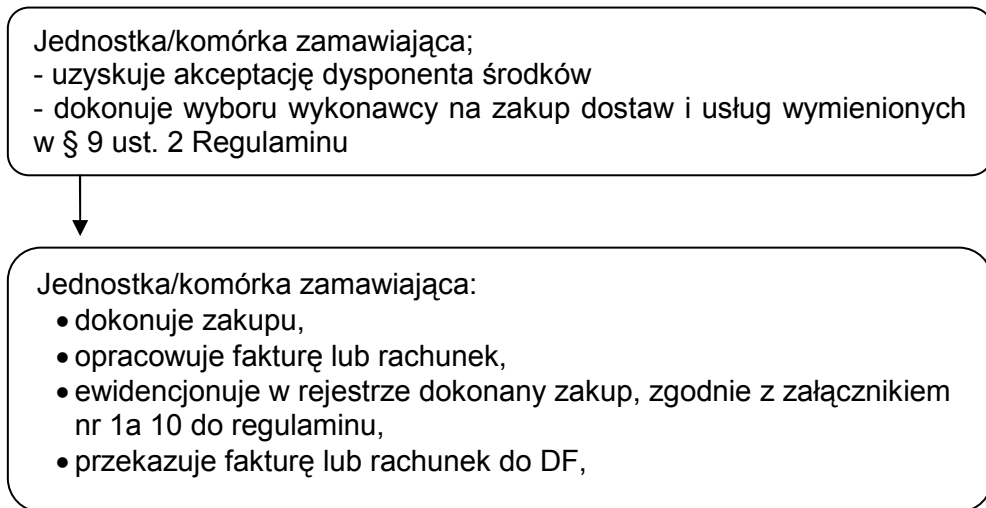 Jednostka/komórka zamawiająca;
- uzyskuje akceptację dysponenta środków
- dokonuje wyboru wykonawcy na zakup dostaw i usług wymienionych
w § 9 ust. 2 Regulaminu
Jednostka/komórka zamawiająca:
• dokonuje zakupu,
• opracowuje fakturę lub rachunek,
• ewidencjonuje w rejestrze dokonany zakup, zgodnie z załącznikiem
nr 1a 10 do regulaminu,
• przekazuje fakturę lub rachunek do DF,